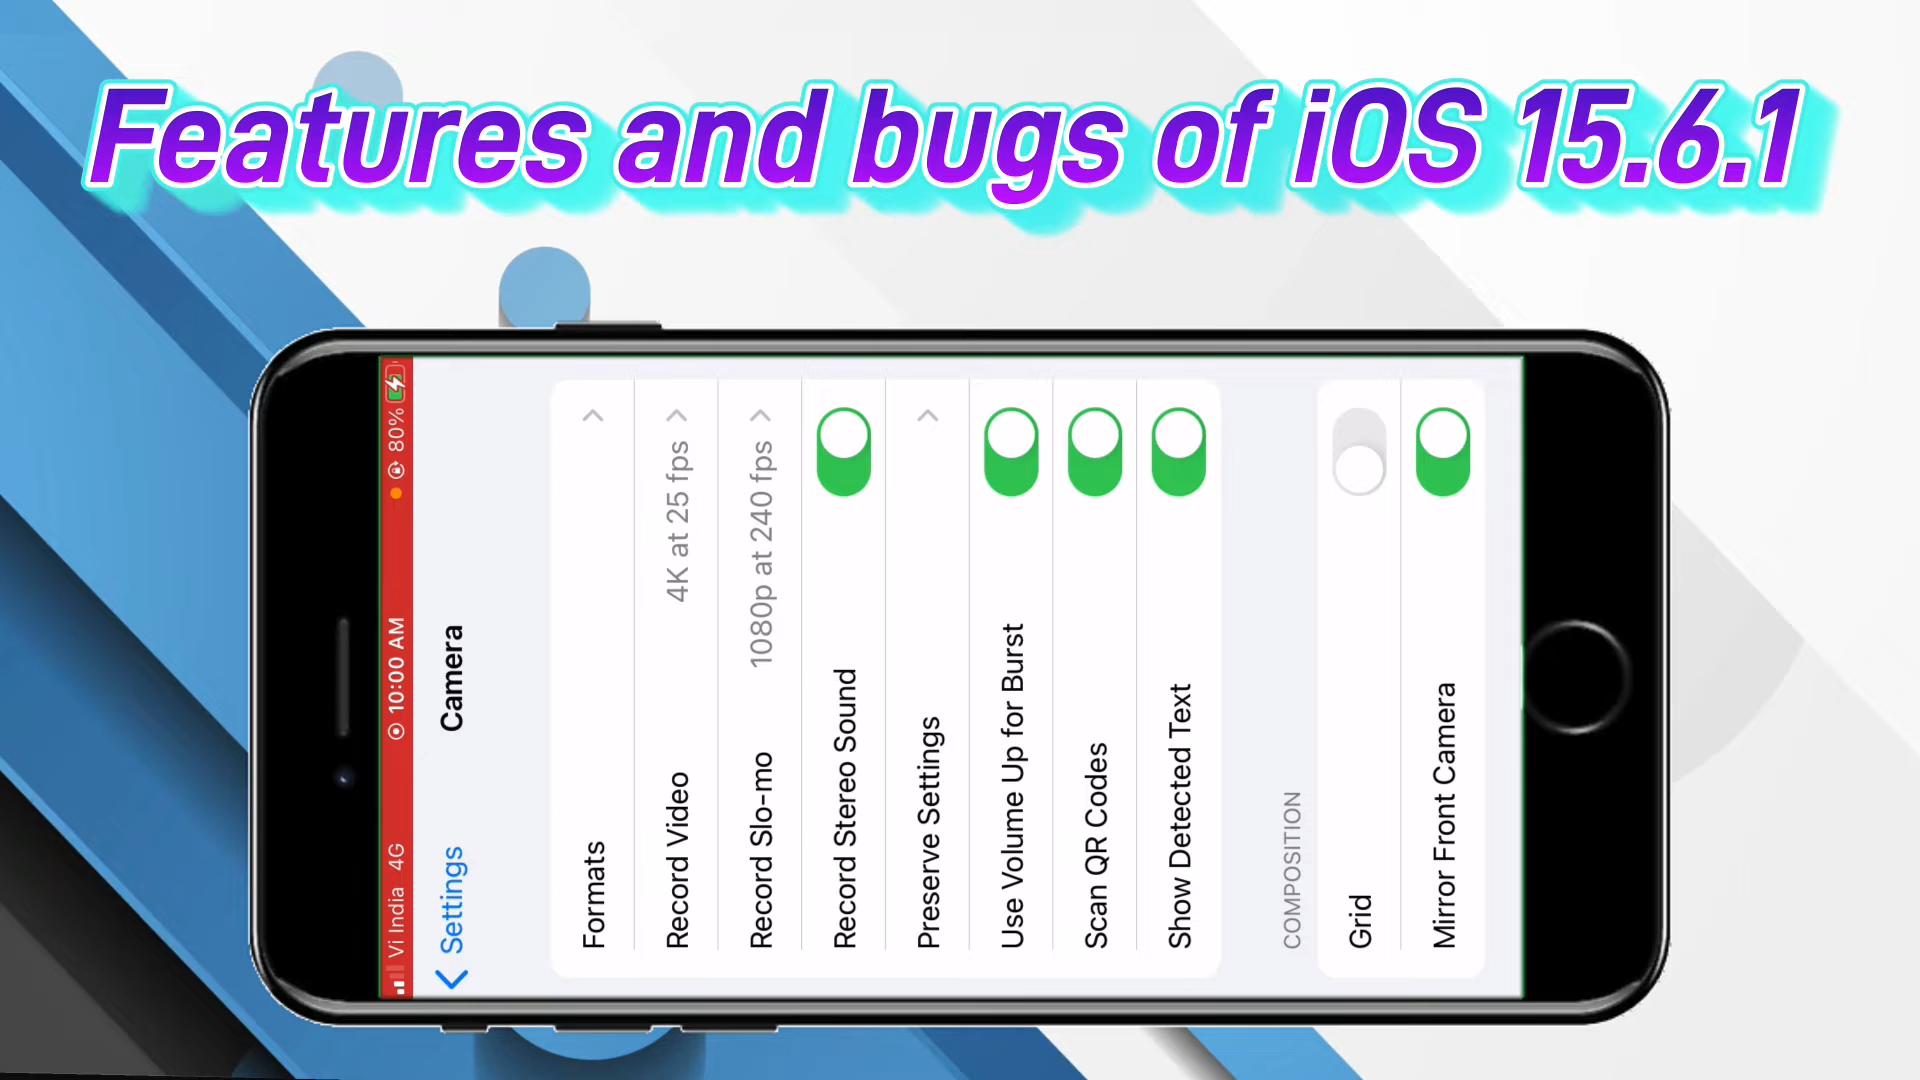 Features and bugs of iOS 15.6.1
Vi India 4G 10:00 AM 80%
Settings Camera
Formats
Record Video 4K at 25 fps
Record Slo-mo 1080p at 240 fps
Record Stereo Sound
Preserve Settings
Use Volume Up for Burst
Scan QR Codes
Show Detected Text
COMPOSITION
Grid
Mirror Front Camera